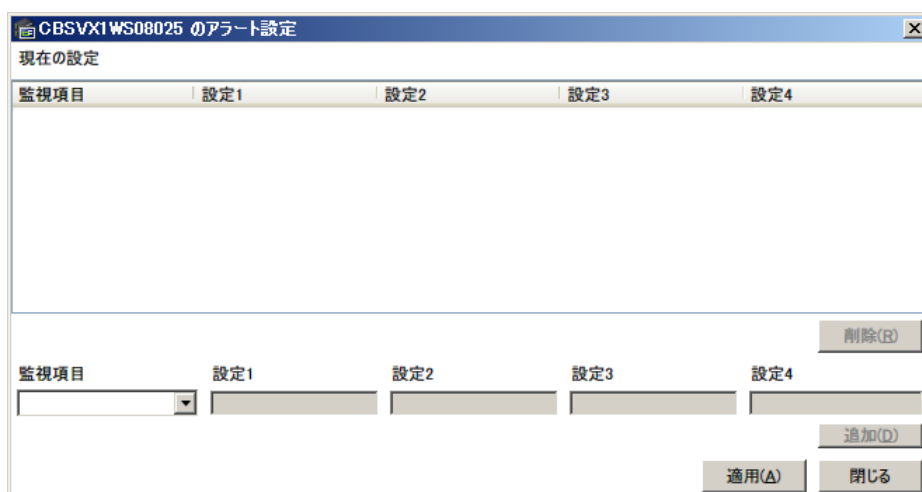 CBSVX1WS08025 のアラート設定
現在の設定
監視項目 設定1 設定2 設定3 設定4
削除(R)
監視項目 設定1 設定2 設定3 設定4
追加(D)
適用(A) 閉じる